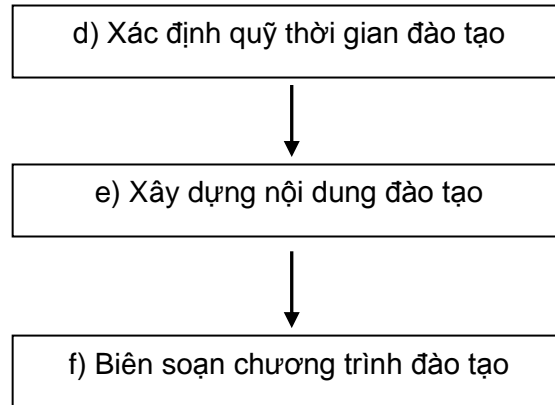 d) Xác định quỹ thời gian đào tạo
e) Xây dựng nội dung đào tạo
f) Biên soạn chương trình đào tạo